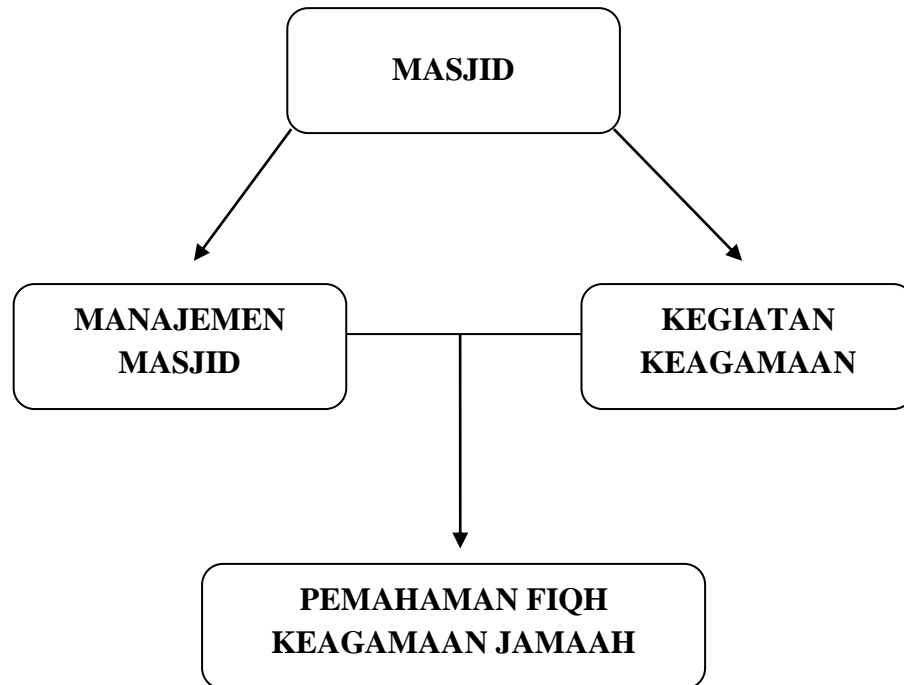 MASJID
MANAJEMEN
MASJID
KEGIATAN
KEAGAMAAN
PEMAHAMAN FIQH
KEAGAMAAN JAMAAH